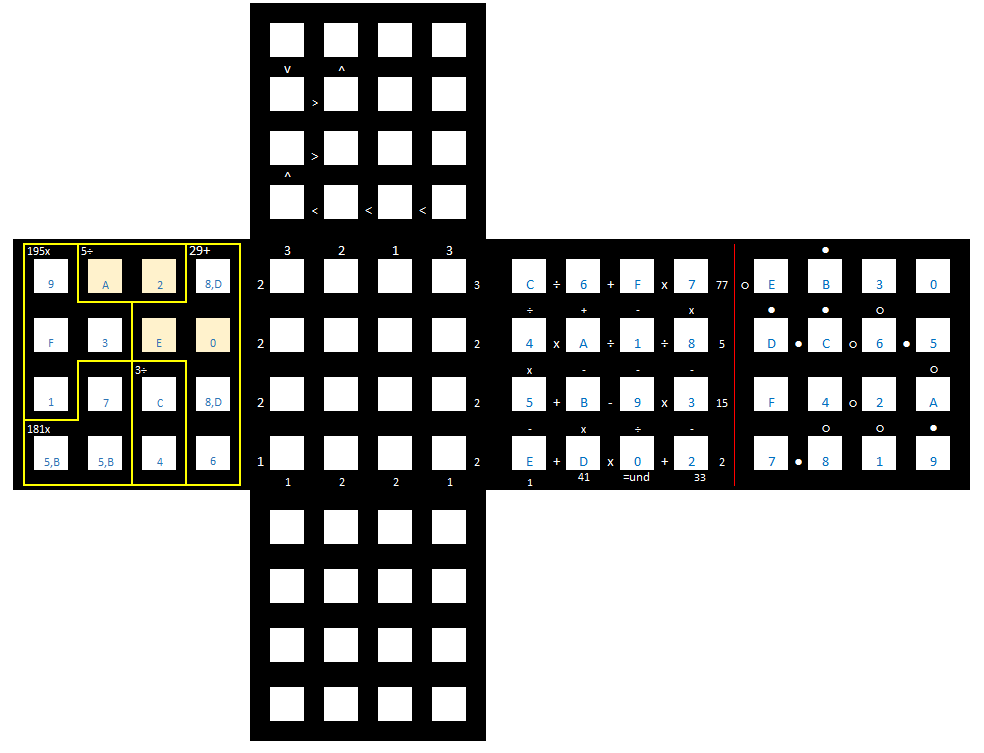 v ^
>
>
^
< < <
3 2 1 3
195x 5÷ 29+
9 A 2 8,D
2 3
C ÷ 6 + F x 7 77
E B 3 0
÷ + - x
F 3 E 0
2 2
4 x A ÷ 1 ÷ 8 5
D C 6 5
3÷
x - - -
1 7 C 8,D
2 2
5 + B - 9 x 3 15
F 4 2 A
181x
- x ÷ -
5,B 5,B 4 6
1 2
E + D x 0 + 2 2
7 8 1 9
1 2 2 1
1 41 =und 33